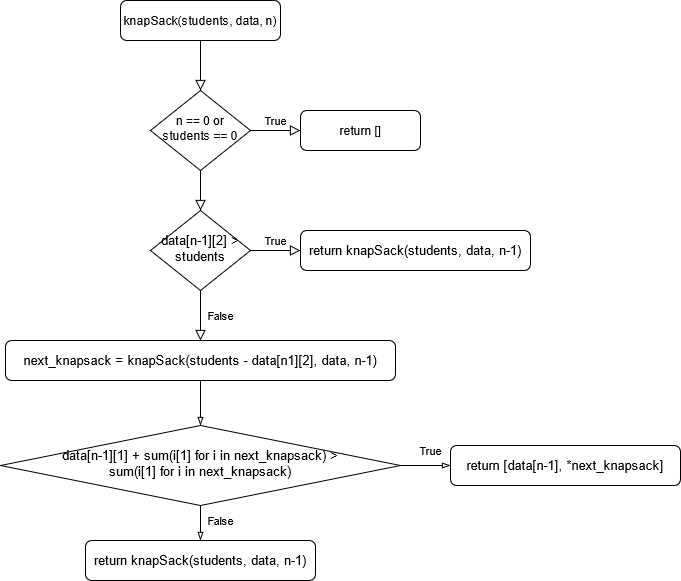 knapSack(students, data, n)
n == 0 or
students == 0
True
return []
data[n-1][2] >
students
True
return knapSack(students, data, n-1)
False
next_knapsack = knapSack(students - data[n1][2], data, n-1)
data[n-1][1] + sum(i[1] for i in next_knapsack) >
sum(i[1] for i in next_knapsack)
True
return [data[n-1], *next_knapsack]
False
return knapSack(students, data, n-1)